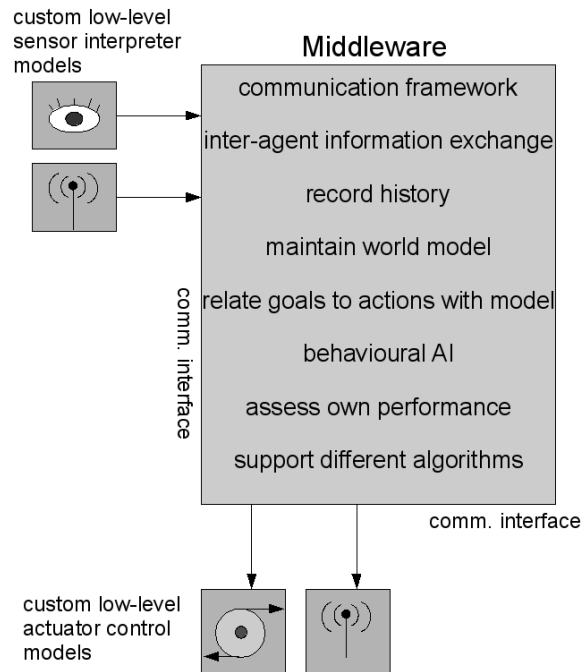 custom low-level
sensor interpreter
models
Middleware
communication framework
inter-agent information exchange
record history
maintain world model
relate goals to actions with model
behavioural AI
assess own performance
support different algorithms
comm. interface
comm. interface
custom low-level
actuator control
models